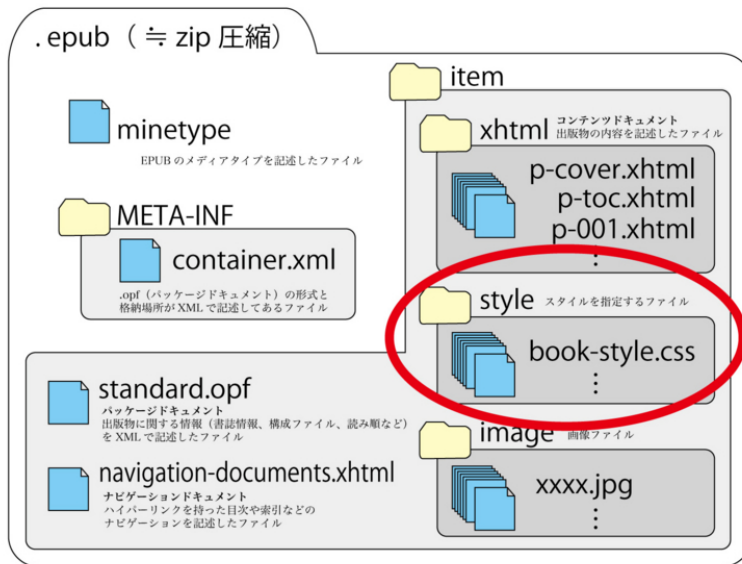 .epub（≒ zip 圧縮）
minetype
EPUB のメディアタイプを記述したファイル
META-INF
container.xml
.opf（パッケージドキュメント）の形式と
格納場所が XML で記述してあるファイル
standard.opf
パッケージドキュメント
出版物に関する情報（書誌情報、構成ファイル、読み順など）
を XML で記述したファイル
navigation-documents.xhtml
ナビゲーションドキュメント
ハイパーリンクを持った目次や索引などの
ナビゲーションを記述したファイル
item
xhtml コンテンツドキュメント
出版物の内容を記述したファイル
p-cover.xhtml
p-toc.xhtml
p-001.xhtml
⋮
style スタイルを指定するファイル
book-style.css
⋮
image 画像ファイル
xxxx.jpg
⋮